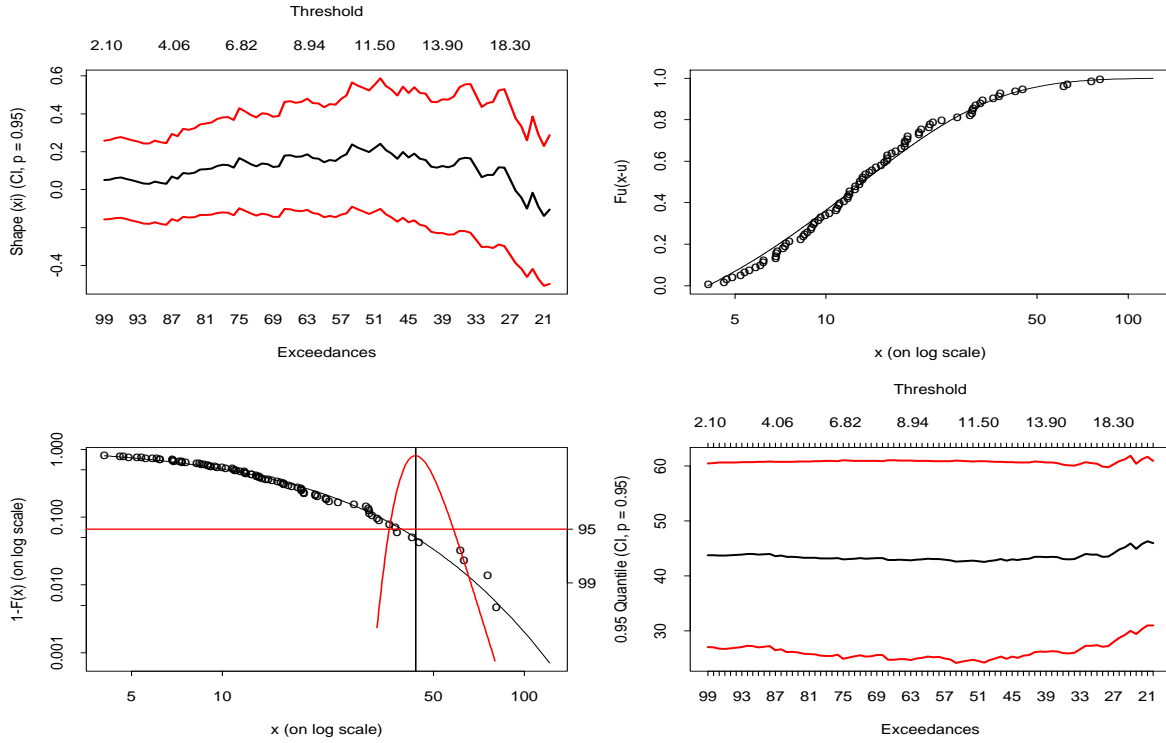 Threshold
2.10 4.06 6.82 8.94 11.50 13.90 18.30
Shape (xi) (CI, p = 0.95)
0.6
0.2
0.0
-0.4
99 93 87 81 75 69 63 57 51 45 39 33 27 21
Exceedances
Fu(x-u)
1.0
0.8
0.6
0.4
0.2
0.0
5 10 50 100
x (on log scale)
1-F(x) (on log scale)
1.000
0.100
0.010
0.001
95
99
5 10 50 100
x (on log scale)
Threshold
2.10 4.06 6.82 8.94 11.50 13.90 18.30
0.95 Quantile (CI, p = 0.95)
60
50
40
30
99 93 87 81 75 69 63 57 51 45 39 33 27 21
Exceedances